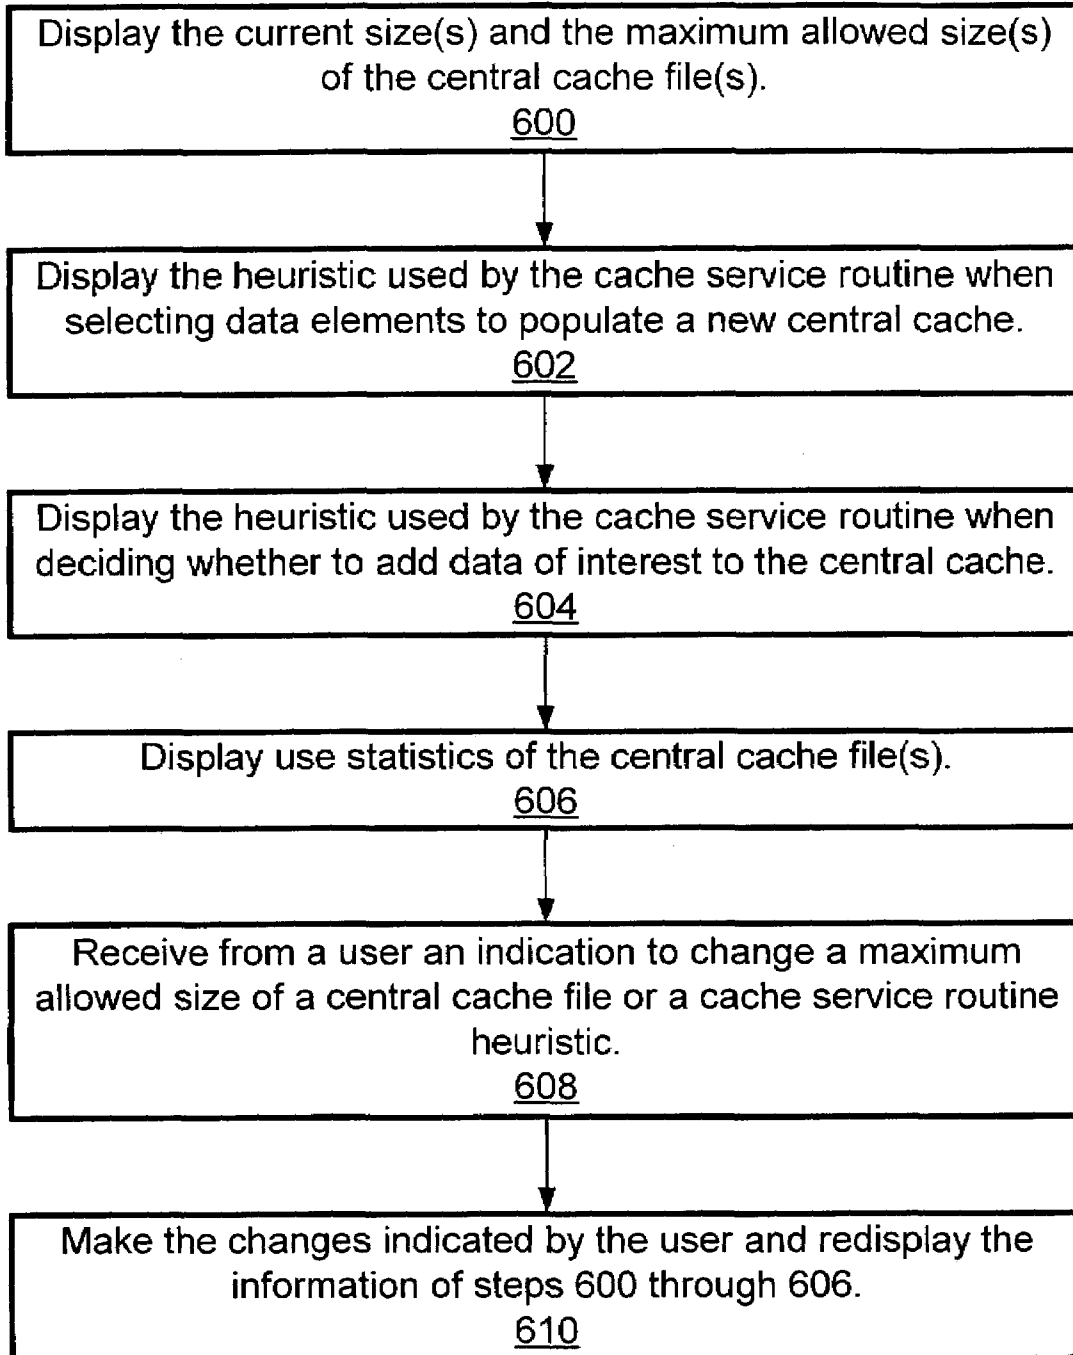 Display the current size(s) and the maximum allowed size(s)
of the central cache file(s).
600
Display the heuristic used by the cache service routine when
selecting data elements to populate a new central cache.
602
Display the heuristic used by the cache service routine when
deciding whether to add data of interest to the central cache.
604
Display use statistics of the central cache file(s).
606
Receive from a user an indication to change a maximum
allowed size of a central cache file or a cache service routine
heuristic.
608
Make the changes indicated by the user and redisplay the
information of steps 600 through 606.
610